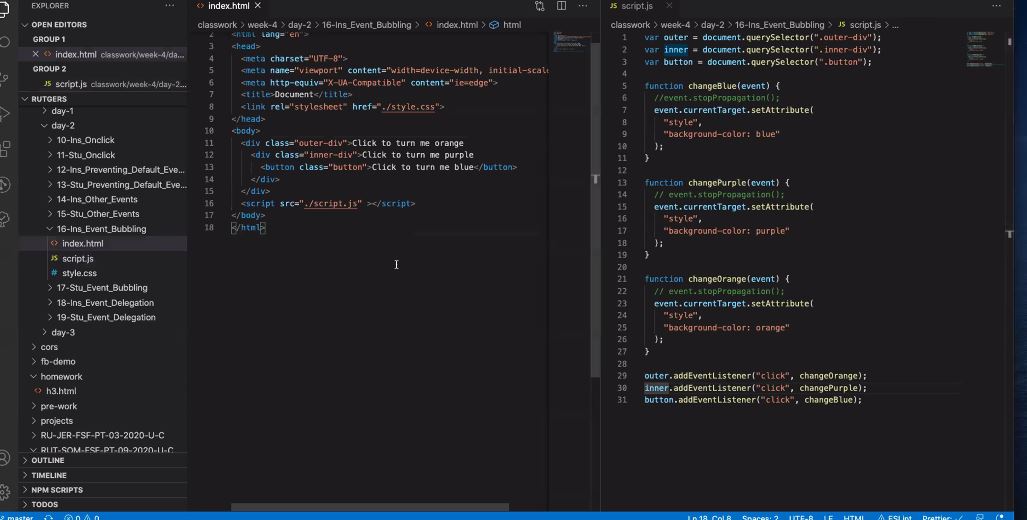 EXPLORER ...
OPEN EDITORS
GROUP 1
index.html classwork/week-4/da...
GROUP 2
JS script.js classwork/week-4/day-2...
RUTGERS
day-1
day-2
10-Ins_Onclick
11-Stu_Onclick
12-Ins_Preventing_Default_Eve...
13-Stu_Preventing_Default_Eve...
14-Ins_Other_Events
15-Stu_Other_Events
16-Ins_Event_Bubbling
<> index.html
JS script.js
# style.css
17-Stu_Event_Bubbling
18-Ins_Event_Delegation
19-Stu_Event_Delegation
day-3
cors
fb-demo
homework
<> h3.html
pre-work
projects
RU-JER-FSF-PT-03-2020-U-C
RUT-SOM-FSF-PT-09-2020-U-C
OUTLINE
TIMELINE
NPM SCRIPTS
TODOS
<> index.html ×
classwork > week-4 > day-2 > 16-Ins_Event_Bubbling > <> index.html > html
2 <html lang="en">
3 <head>
4 <meta charset="UTF-8">
5 <meta name="viewport" content="width=device-width, initial-scale
6 <meta http-equiv="X-UA-Compatible" content="ie=edge">
7 <title>Document</title>
8 <link rel="stylesheet" href="./style.css">
9 </head>
10 <body>
11 <div class="outer-div">Click to turn me orange
12 <div class="inner-div">Click to turn me purple
13 <button class="button">Click to turn me blue</button>
14 </div>
15 </div>
16 <script src="./script.js" ></script>
17 </body>
18 </html>
JS script.js ×
classwork > week-4 > day-2 > 16-Ins_Event_Bubbling > JS script.js > ...
1 var outer = document.querySelector(".outer-div");
2 var inner = document.querySelector(".inner-div");
3 var button = document.querySelector(".button");
4
5 function changeBlue(event) {
6 //event.stopPropagation();
7 event.currentTarget.setAttribute(
8 "style",
9 "background-color: blue"
10 );
11 }
12
13 function changePurple(event) {
14 // event.stopPropagation();
15 event.currentTarget.setAttribute(
16 "style",
17 "background-color: purple"
18 );
19 }
20
21 function changeOrange(event) {
22 // event.stopPropagation();
23 event.currentTarget.setAttribute(
24 "style",
25 "background-color: orange"
26 );
27 }
28
29 outer.addEventListener("click", changeOrange);
30 inner.addEventListener("click", changePurple);
31 button.addEventListener("click", changeBlue);
master 0 0 Ln 18, Col 8 Spaces: 2 UTF-8 LF HTML ESLint Prettier: ✓